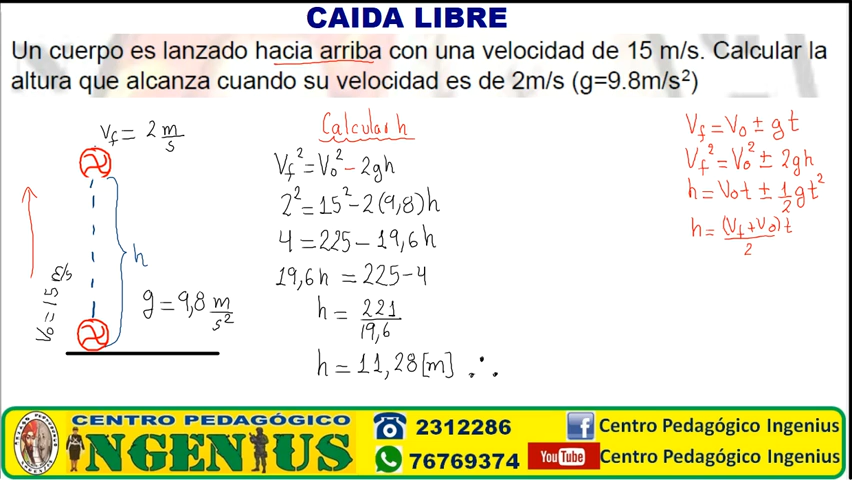 CAIDA LIBRE
Un cuerpo es lanzado hacia arriba con una velocidad de 15 m/s. Calcular la
altura que alcanza cuando su velocidad es de 2m/s (g=9.8m/s²)
Vf = 2 m/s
h
V₀ = 15 m/s
g = 9,8 m/s²
Calcular h
Vf² = V₀² - 2gh
2² = 15² - 2(9,8)h
4 = 225 - 19,6h
19,6h = 225 - 4
h = 221/19,6
h = 11,28 [m] ∴
Vf = V₀ ± gt
Vf² = V₀² ± 2gh
h = V₀t ± 1/2 gt²
h = (Vf + V₀)t/2
CENTRO PEDAGÓGICO
INGENIUS
2312286
76769374
f Centro Pedagógico Ingenius
You Tube Centro Pedagógico Ingenius